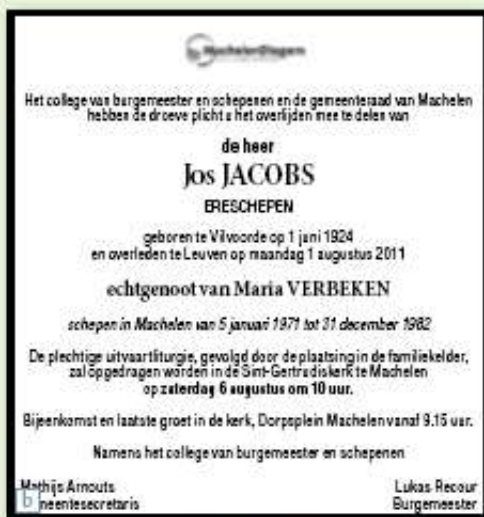 MachelenDiegem
Het college van burgemeester en schepenen en de gemeenteraad van Machelen
hebben de droeve plicht u het overlijden mee te delen van
de heer
Jos JACOBS
ERESCHEPEN
geboren te Vilvoorde op 1 juni 1924
en overleden te Leuven op maandag 1 augustus 2011
echtgenoot van Maria VERBEKEN
schepen in Machelen van 5 januari 1971 tot 31 december 1982
De plechtige uitvaartliturgie, gevolgd door de plaatsing in de familiekelder,
zal opgedragen worden in de Sint-Gertrudiskerk te Machelen
op zaterdag 6 augustus om 10 uur.
Bijeenkomst en laatste groet in de kerk, Dorpsplein Machelen vanaf 9.15 uur.
Namens het college van burgemeester en schepenen
Mathijs Arnouts Lukas Recour
b neentesecretaris Burgemeester